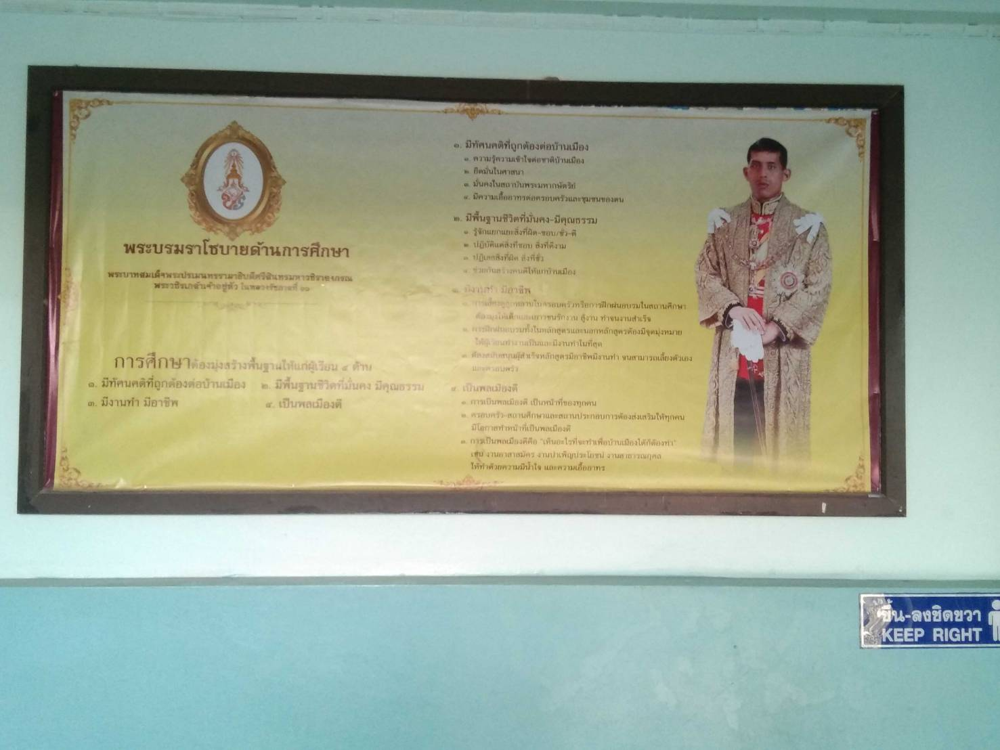 พระบรมราโชบายด้านการศึกษา
พระบาทสมเด็จพระปรเมนทรรามาธิบดีศรีสินทรมหาวชิราลงกรณ
พระวชิรเกล้าเจ้าอยู่หัว ในหลวงรัชกาลที่ ๑๐
การศึกษาต้องมุ่งสร้างพื้นฐานให้แก่ผู้เรียน ๔ ด้าน
๑. มีทัศนคติที่ถูกต้องต่อบ้านเมือง ๒. มีพื้นฐานชีวิตที่มั่นคง มีคุณธรรม
๓. มีงานทำ มีอาชีพ ๔. เป็นพลเมืองดี
๑. มีทัศนคติที่ถูกต้องต่อบ้านเมือง
๑. ความรู้ความเข้าใจต่อชาติบ้านเมือง
๒. ยึดมั่นในศาสนา
๓. มั่นคงในสถาบันพระมหากษัตริย์
๔. มีความเอื้ออาทรต่อครอบครัวและชุมชนของตน
๒. มีพื้นฐานชีวิตที่มั่นคง-มีคุณธรรม
๑. รู้จักแยกแยะสิ่งที่ผิด-ชอบ/ชั่ว-ดี
๒. ปฏิบัติแต่สิ่งที่ชอบ สิ่งที่ดีงาม
๓. ปฏิเสธสิ่งที่ผิด สิ่งที่ชั่ว
๔. ช่วยกันสร้างคนดีให้แก่บ้านเมือง
๓. มีงานทำ มีอาชีพ
๑. การเลี้ยงดูลูกหลานในครอบครัวหรือการฝึกฝนอบรมในสถานศึกษา
ต้องมุ่งให้เด็กและเยาวชนรักงาน สู้งาน ทำจนงานสำเร็จ
๒. การฝึกฝนอบรมทั้งในหลักสูตรและนอกหลักสูตรต้องมีจุดมุ่งหมาย
ให้ผู้เรียนทำงานเป็นและมีงานทำในที่สุด
๓. ต้องสนับสนุนผู้สำเร็จหลักสูตรมีอาชีพมีงานทำ จนสามารถเลี้ยงตัวเอง
และครอบครัว
๔. เป็นพลเมืองดี
๑. การเป็นพลเมืองดี เป็นหน้าที่ของทุกคน
๒. ครอบครัว-สถานศึกษาและสถานประกอบการต้องส่งเสริมให้ทุกคน
มีโอกาสทำหน้าที่เป็นพลเมืองดี
๓. การเป็นพลเมืองดีคือ "เห็นอะไรที่จะทำเพื่อบ้านเมืองได้ก็ต้องทำ"
เช่น งานอาสาสมัคร งานบำเพ็ญประโยชน์ งานสาธารณกุศล
ให้ทำด้วยความมีน้ำใจ และความเอื้ออาทร
ขึ้น-ลงชิดขวา
KEEP RIGHT